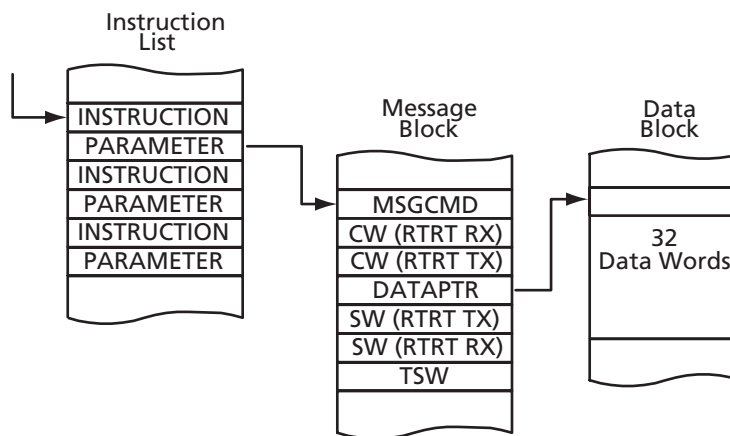 Instruction
List
INSTRUCTION
PARAMETER
INSTRUCTION
PARAMETER
INSTRUCTION
PARAMETER
Message
Block
MSGCMD
CW (RTRT RX)
CW (RTRT TX)
DATAPTR
SW (RTRT TX)
SW (RTRT RX)
TSW
Data
Block
32
Data Words